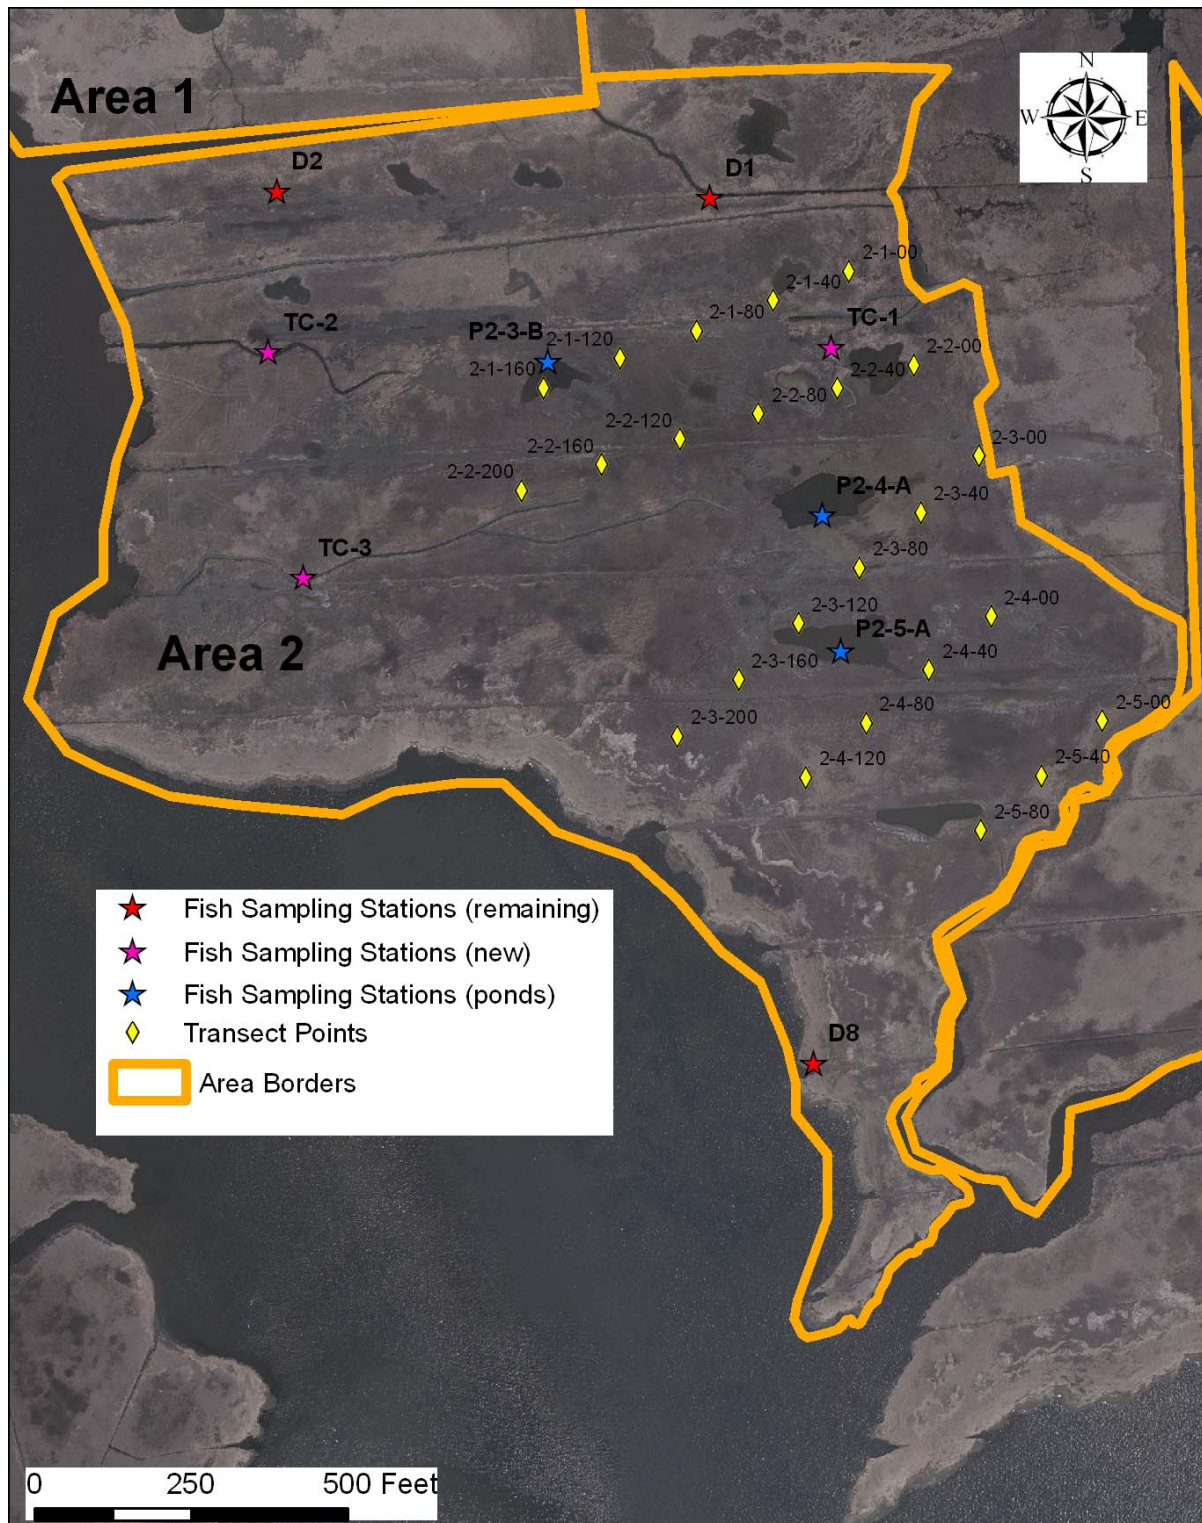 Area 1
N
W E
S
D2
D1
2-1-00
2-1-40
2-1-80
TC-1
TC-2
P2-3-B
2-1-120
2-2-00
2-1-160
2-2-40
2-2-80
2-2-120
2-3-00
2-2-160
2-2-200
P2-4-A
2-3-40
2-3-80
TC-3
2-3-120
2-4-00
Area 2
P2-5-A
2-3-160
2-4-40
2-3-200
2-4-80
2-5-00
2-4-120
2-5-40
2-5-80
Fish Sampling Stations (remaining)
Fish Sampling Stations (new)
Fish Sampling Stations (ponds)
Transect Points
Area Borders
D8
0 250 500 Feet